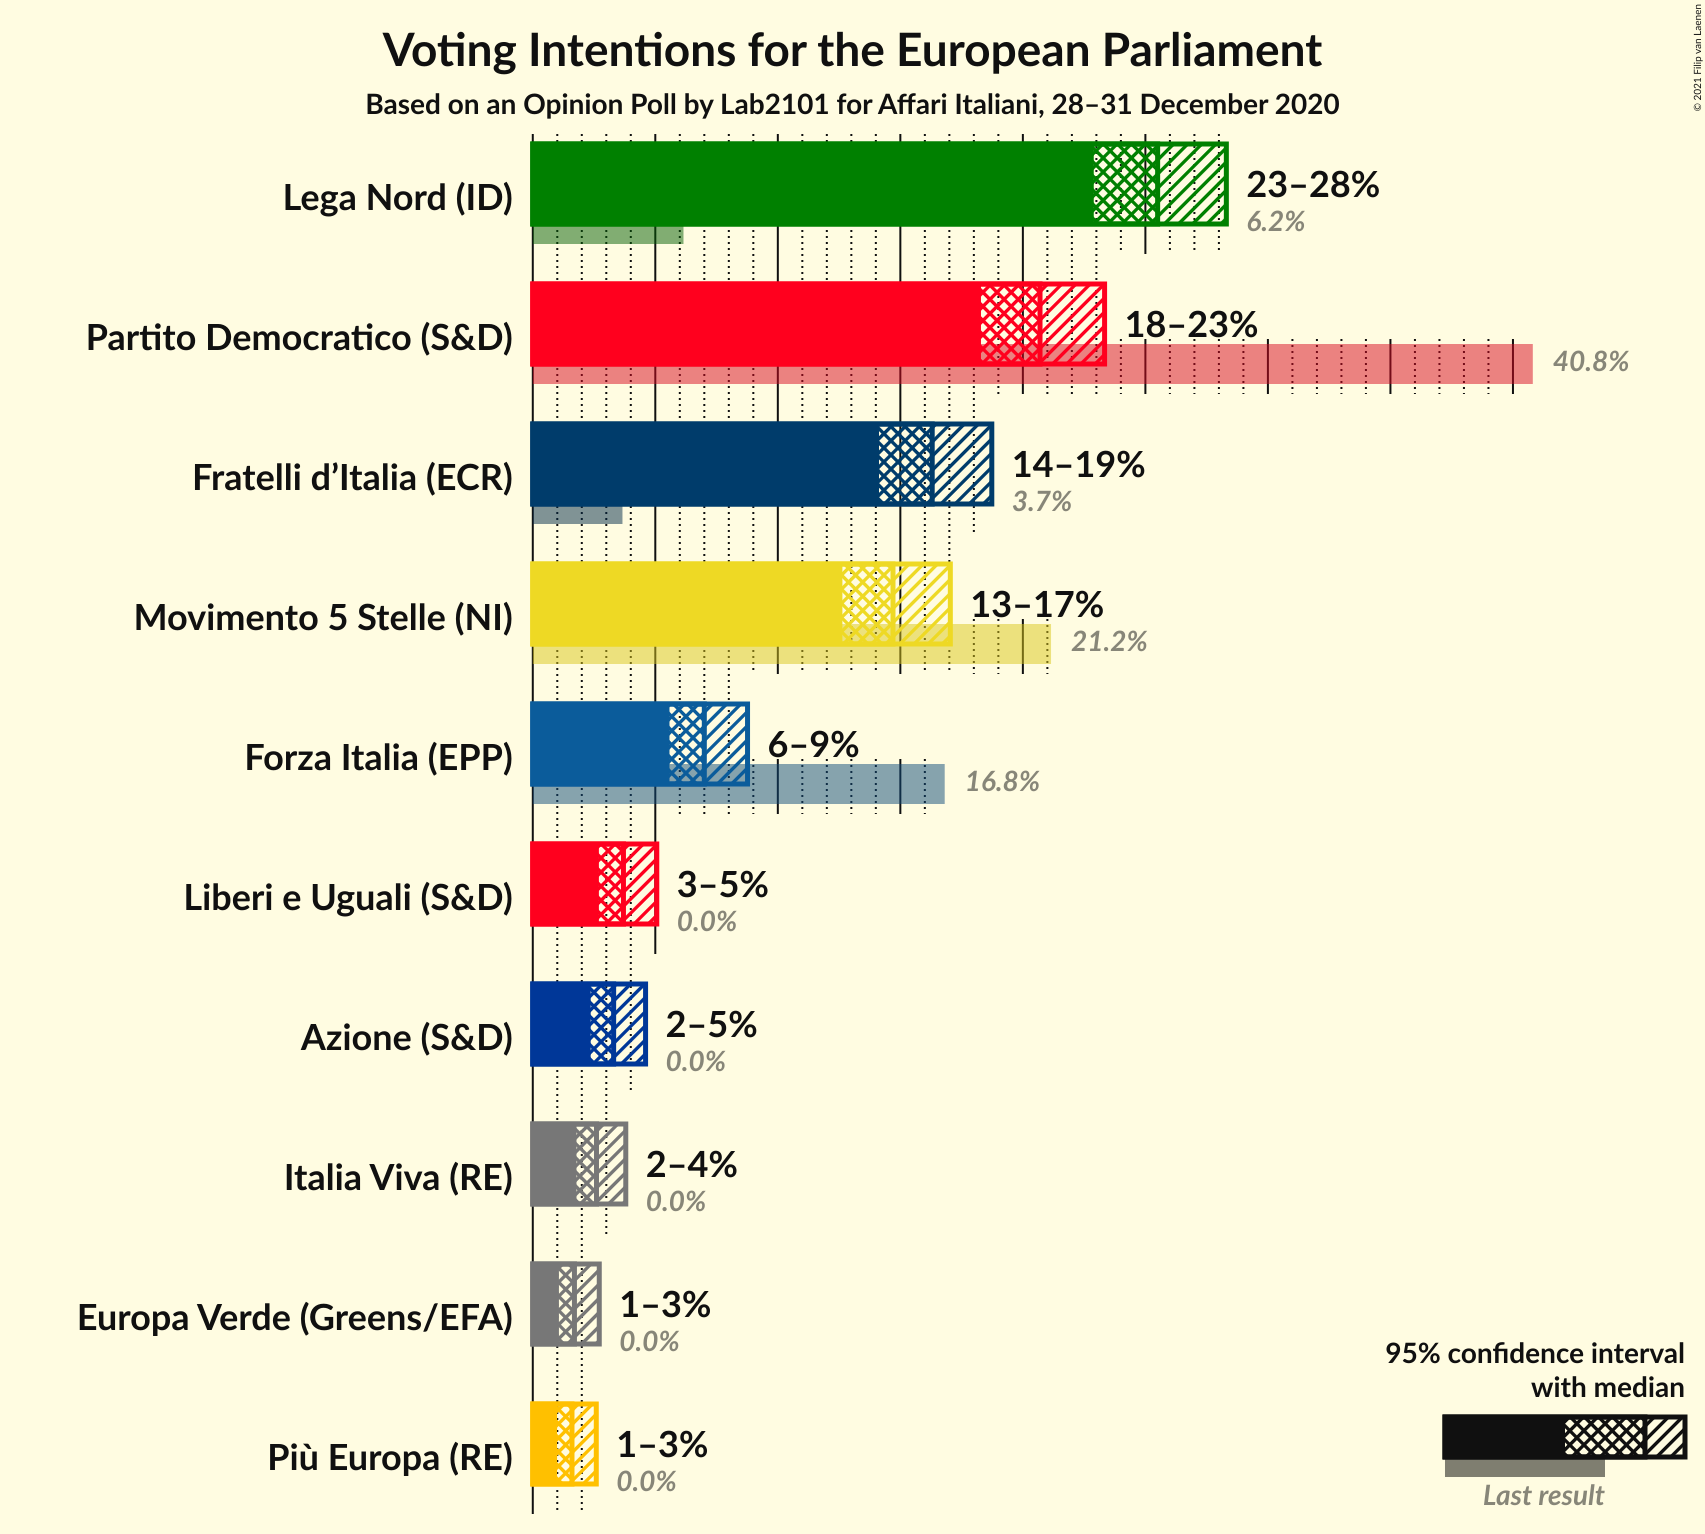 Voting Intentions for the European Parliament
Based on an Opinion Poll by Lab2101 for Affari Italiani, 28–31 December 2020
© 2021 Filip van Laenen
Lega Nord (ID)
23–28%
6.2%
Partito Democratico (S&D)
18–23%
40.8%
Fratelli d’Italia (ECR)
14–19%
3.7%
Movimento 5 Stelle (NI)
13–17%
21.2%
Forza Italia (EPP)
6–9%
16.8%
Liberi e Uguali (S&D)
3–5%
0.0%
Azione (S&D)
2–5%
0.0%
Italia Viva (RE)
2–4%
0.0%
Europa Verde (Greens/EFA)
1–3%
0.0%
Più Europa (RE)
1–3%
0.0%
95% confidence interval
with median
Last result